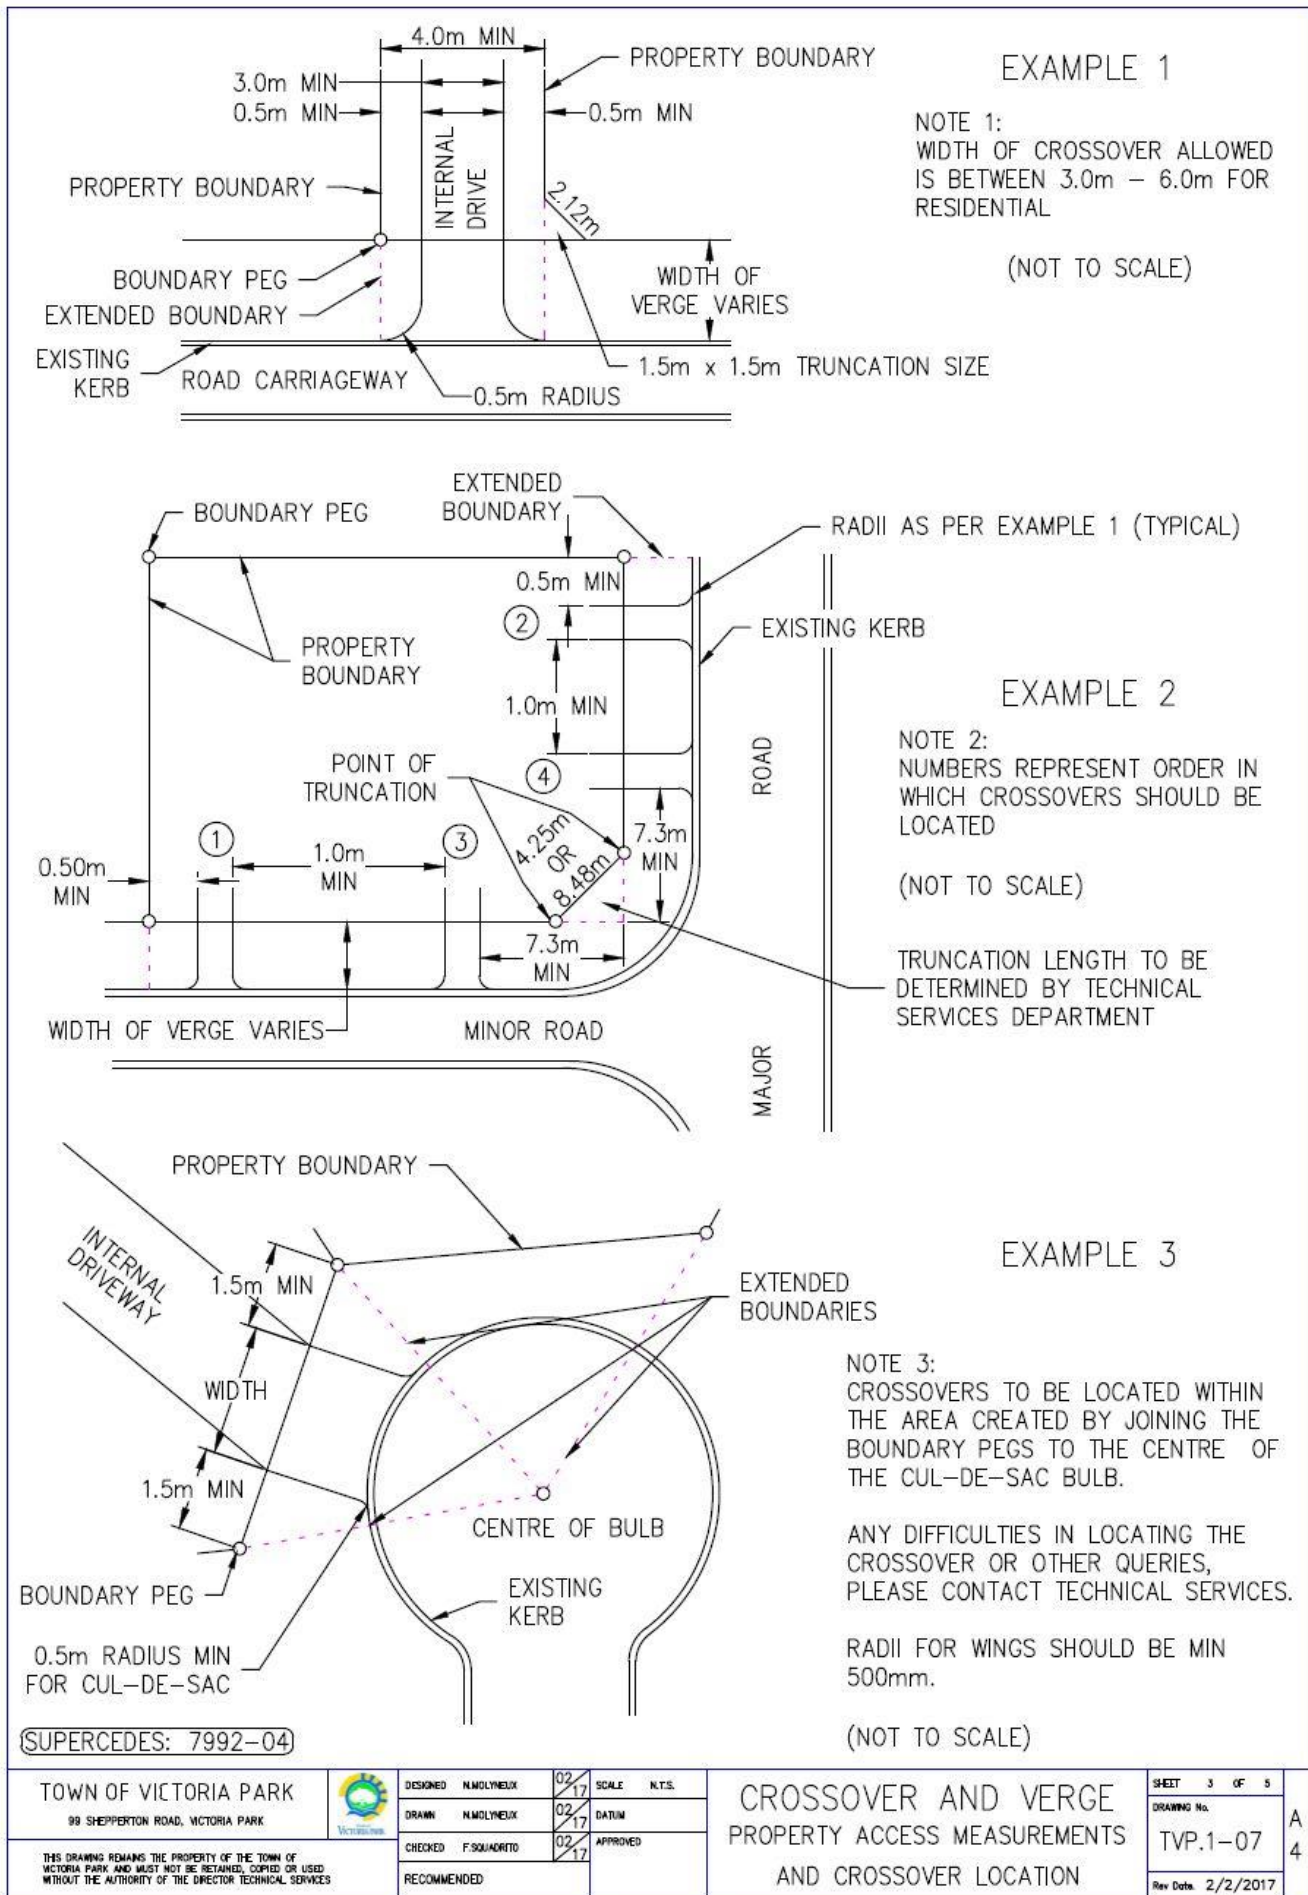 4.0m MIN
3.0m MIN
0.5m MIN
0.5m MIN
PROPERTY BOUNDARY
PROPERTY BOUNDARY
INTERNAL
DRIVE
2.12m
BOUNDARY PEG
EXTENDED BOUNDARY
WIDTH OF
VERGE VARIES
EXISTING
KERB
ROAD CARRIAGEWAY
0.5m RADIUS
1.5m x 1.5m TRUNCATION SIZE
EXAMPLE 1
NOTE 1:
WIDTH OF CROSSOVER ALLOWED
IS BETWEEN 3.0m – 6.0m FOR
RESIDENTIAL
(NOT TO SCALE)
BOUNDARY PEG
EXTENDED
BOUNDARY
RADII AS PER EXAMPLE 1 (TYPICAL)
0.5m MIN
2
EXISTING KERB
PROPERTY
BOUNDARY
1.0m MIN
POINT OF
TRUNCATION
4
ROAD
1
3
0.50m
MIN
1.0m
MIN
4.25m
OR
8.48m
7.3m
MIN
7.3m
MIN
WIDTH OF VERGE VARIES
MINOR ROAD
MAJOR
EXAMPLE 2
NOTE 2:
NUMBERS REPRESENT ORDER IN
WHICH CROSSOVERS SHOULD BE
LOCATED
(NOT TO SCALE)
TRUNCATION LENGTH TO BE
DETERMINED BY TECHNICAL
SERVICES DEPARTMENT
PROPERTY BOUNDARY
INTERNAL
DRIVEWAY
1.5m MIN
WIDTH
1.5m MIN
EXTENDED
BOUNDARIES
CENTRE OF BULB
BOUNDARY PEG
EXISTING
KERB
0.5m RADIUS MIN
FOR CUL–DE–SAC
EXAMPLE 3
NOTE 3:
CROSSOVERS TO BE LOCATED WITHIN
THE AREA CREATED BY JOINING THE
BOUNDARY PEGS TO THE CENTRE OF
THE CUL–DE–SAC BULB.
ANY DIFFICULTIES IN LOCATING THE
CROSSOVER OR OTHER QUERIES,
PLEASE CONTACT TECHNICAL SERVICES.
RADII FOR WINGS SHOULD BE MIN
500mm.
(NOT TO SCALE)
SUPERCEDES: 7992–04
TOWN OF VICTORIA PARK
99 SHEPPERTON ROAD, VICTORIA PARK
THIS DRAWING REMAINS THE PROPERTY OF THE TOWN OF
VICTORIA PARK AND MUST NOT BE RETAINED, COPIED OR USED
WITHOUT THE AUTHORITY OF THE DIRECTOR TECHNICAL SERVICES
VICTORIA PARK
DESIGNED N.MOLYNEUX 02/17 SCALE N.T.S.
DRAWN N.MOLYNEUX 02/17 DATUM
CHECKED F.SQUADRITO 02/17 APPROVED
RECOMMENDED
CROSSOVER AND VERGE
PROPERTY ACCESS MEASUREMENTS
AND CROSSOVER LOCATION
SHEET 3 OF 5
DRAWING No.
TVP.1–07
Rev Date. 2/2/2017
A
4